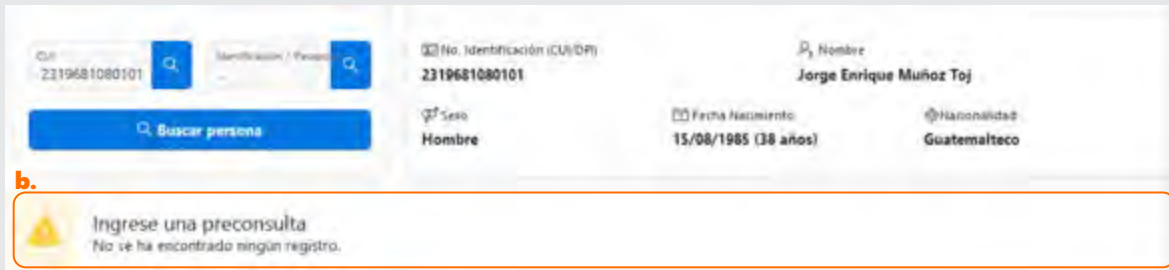 CUI
2319681080101
Identificación / Pasaporte
Buscar persona
No. Identificación (CUI/DPI)
2319681080101
Nombre
Jorge Enrique Muñoz Toj
Sexo
Hombre
Fecha Nacimiento
15/08/1985 (38 años)
Nacionalidad
Guatemalteco
b.
Ingrese una preconsulta
No se ha encontrado ningún registro.